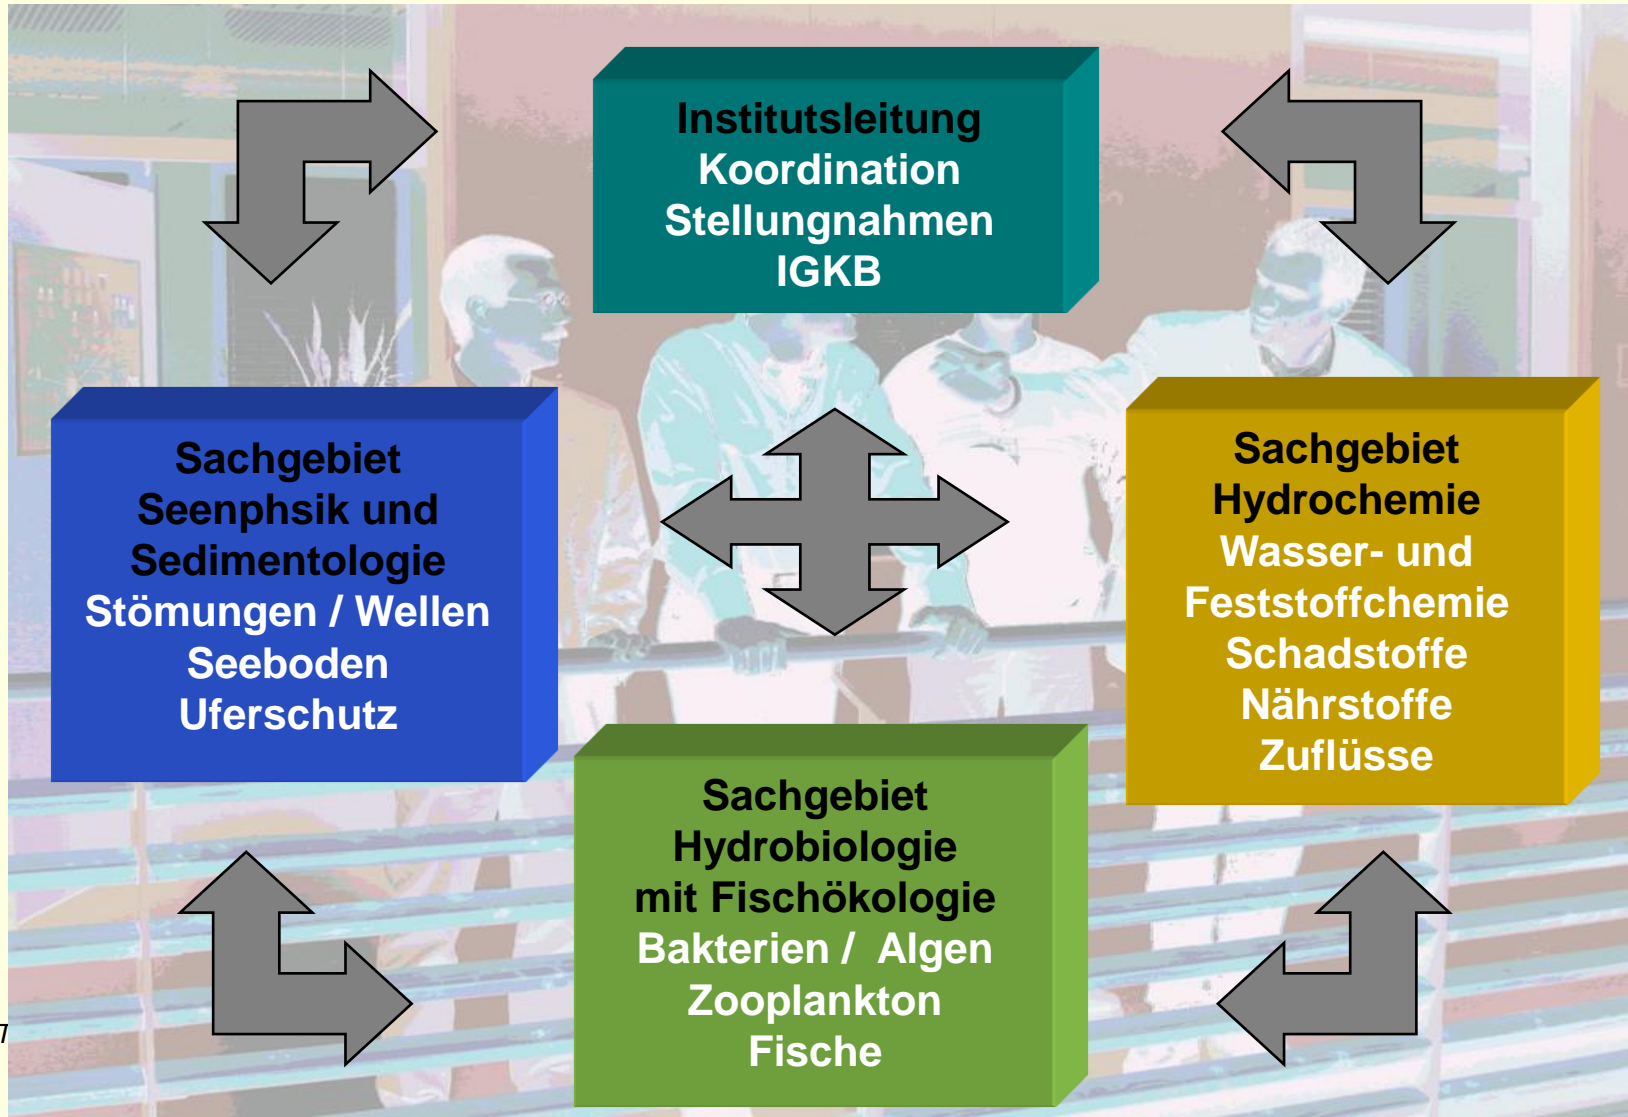 Institutsleitung
Koordination
Stellungnahmen
IGKB
Sachgebiet
Seenphsik und
Sedimentologie
Stömungen / Wellen
Seeboden
Uferschutz
Sachgebiet
Hydrochemie
Wasser- und
Feststoffchemie
Schadstoffe
Nährstoffe
Zuflüsse
Sachgebiet
Hydrobiologie
mit Fischökologie
Bakterien / Algen
Zooplankton
Fische